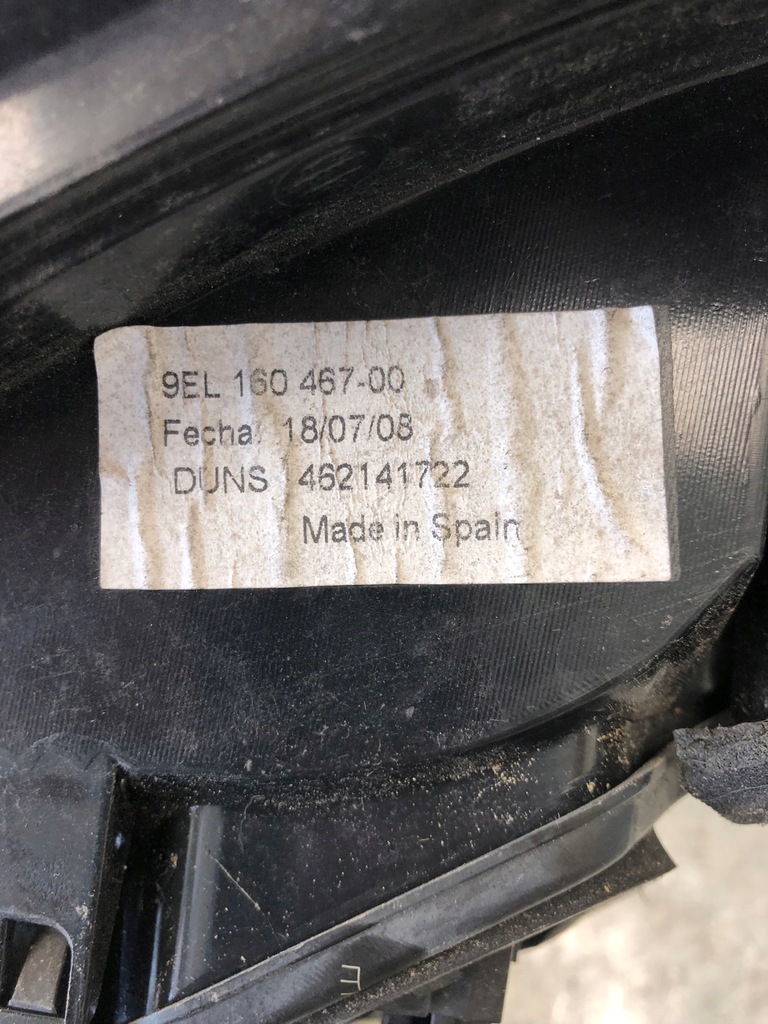 9EL 160 467-00
Fecha: 18/07/08
DUNS 462141722
Made in Spain